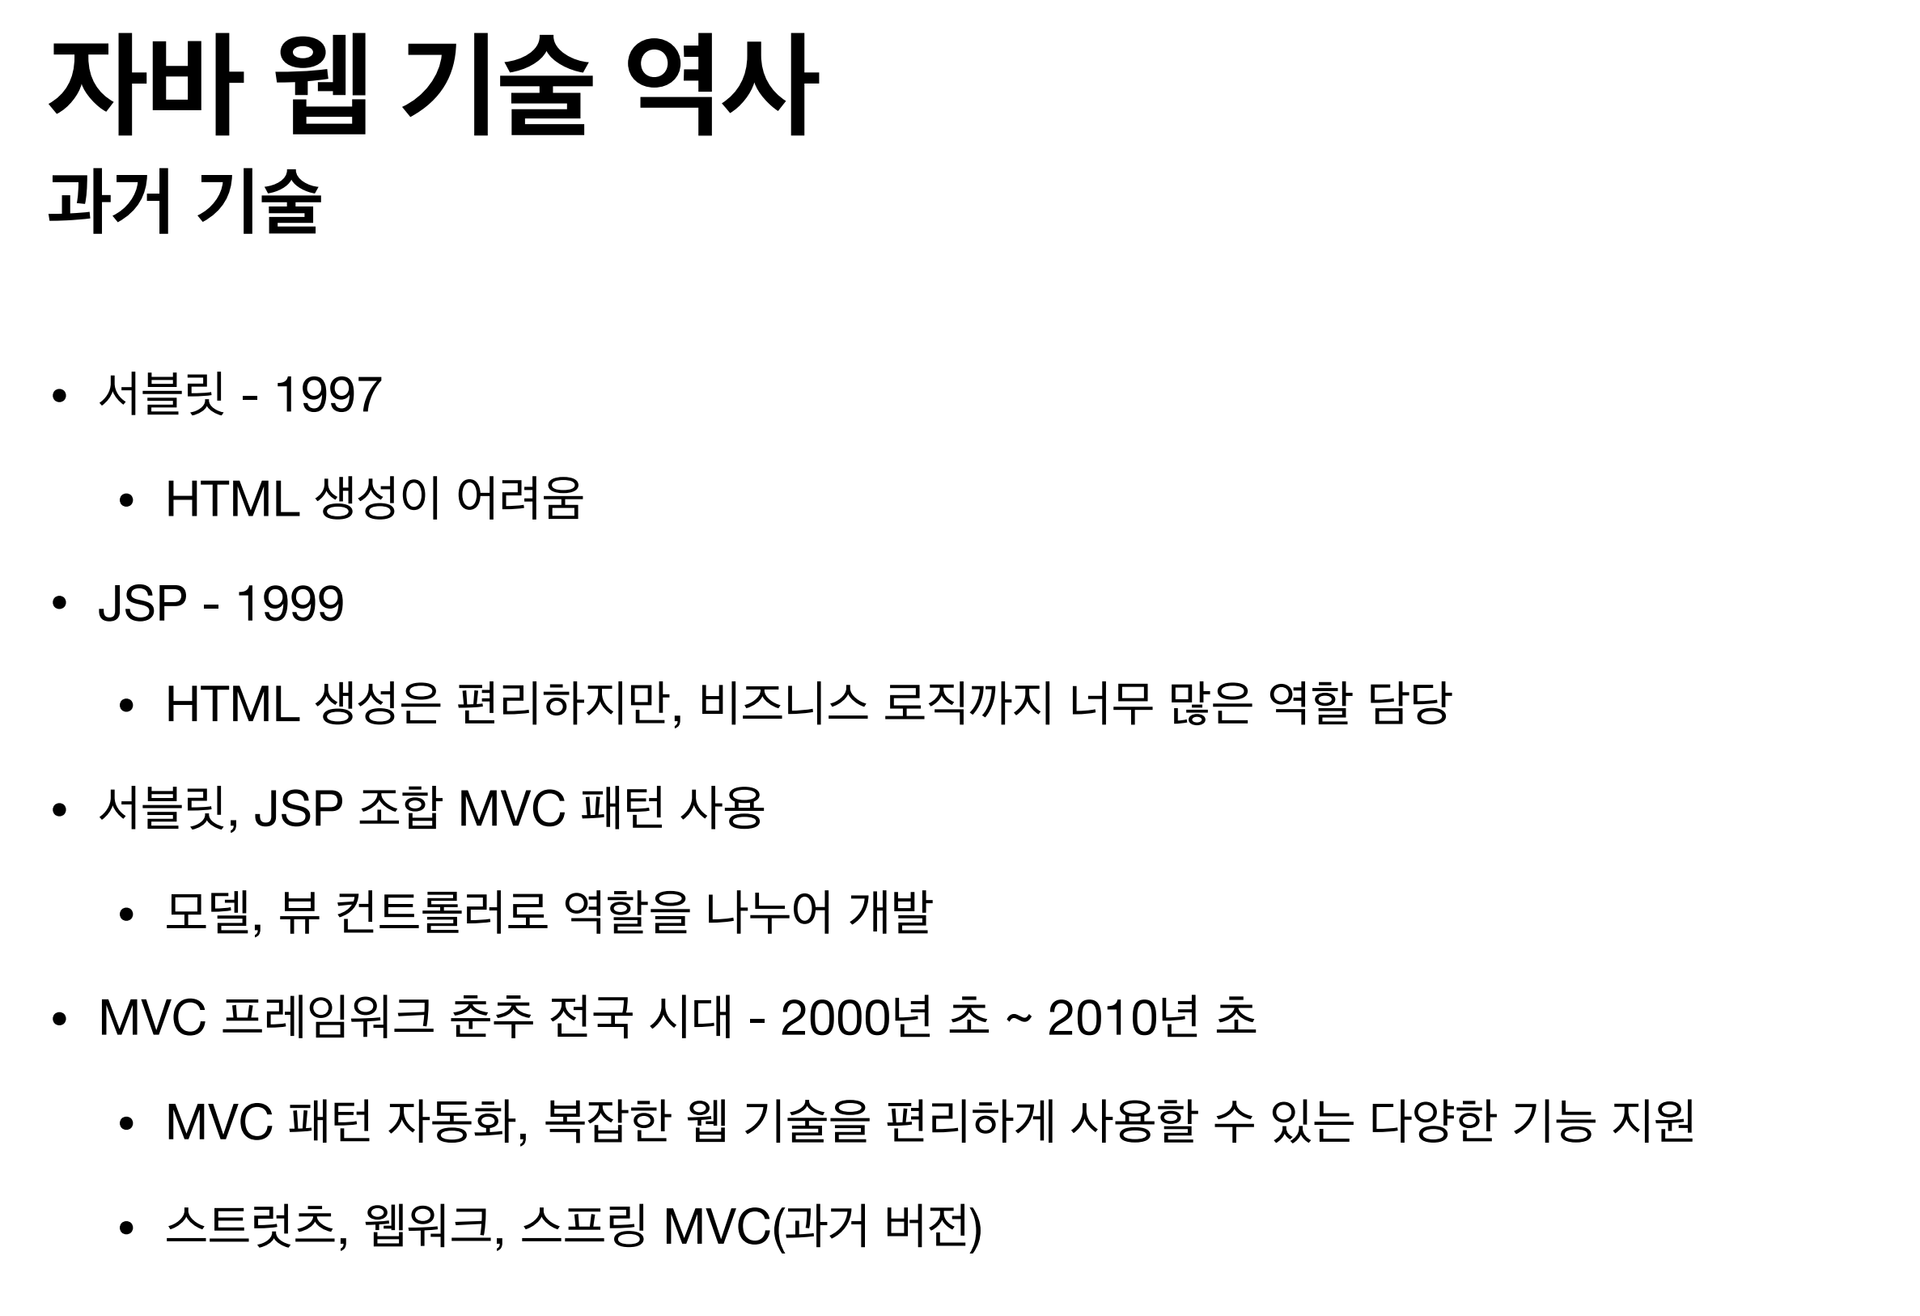 자바 웹 기술 역사
과거 기술
• 서블릿 - 1997
• HTML 생성이 어려움
• JSP - 1999
• HTML 생성은 편리하지만, 비즈니스 로직까지 너무 많은 역할 담당
• 서블릿, JSP 조합 MVC 패턴 사용
• 모델, 뷰 컨트롤러로 역할을 나누어 개발
• MVC 프레임워크 춘추 전국 시대 - 2000년 초 ~ 2010년 초
• MVC 패턴 자동화, 복잡한 웹 기술을 편리하게 사용할 수 있는 다양한 기능 지원
• 스트럿츠, 웹워크, 스프링 MVC(과거 버전)